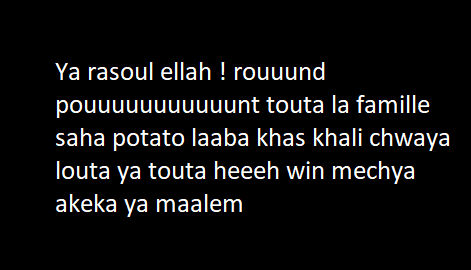 Ya rasoul ellah ! rouuund
pouuuuuuuuuuunt touta la famille
saha potato laaba khas khali chwaya
louta ya touta heeeh win mechya
akeka ya maalem